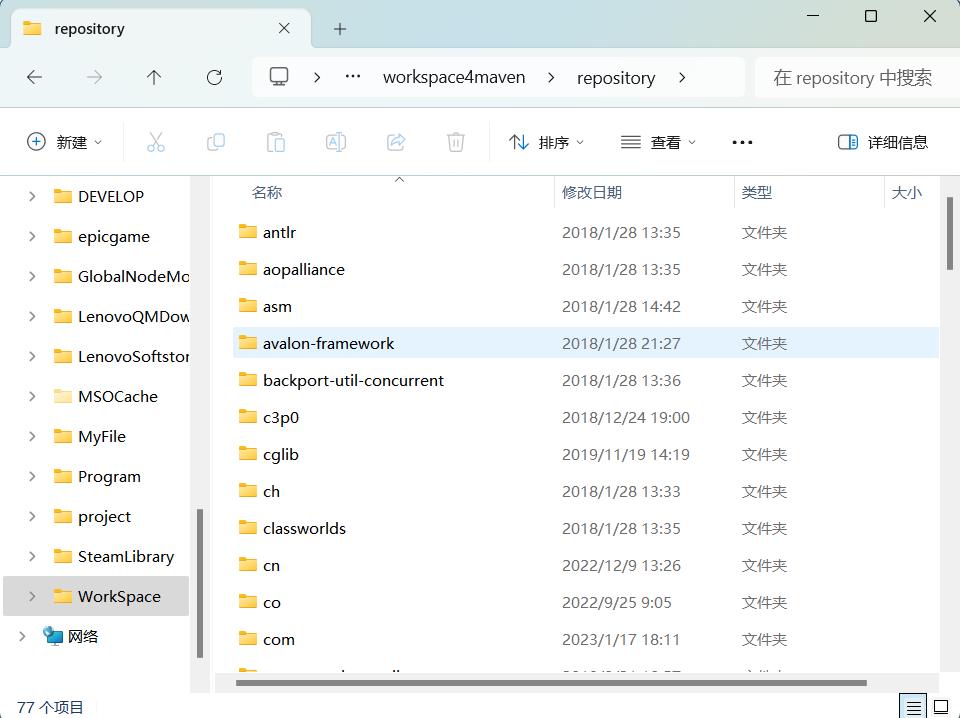 repository
workspace4maven
repository
在 repository 中搜索
新建
排序
查看
详细信息
DEVELOP
epicgame
GlobalNodeMo
LenovoQMDow
LenovoSoftstor
MSOCache
MyFile
Program
project
SteamLibrary
WorkSpace
网络
名称 修改日期 类型 大小
antlr 2018/1/28 13:35 文件夹
aopalliance 2018/1/28 13:35 文件夹
asm 2018/1/28 14:42 文件夹
avalon-framework 2018/1/28 21:27 文件夹
backport-util-concurrent 2018/1/28 13:36 文件夹
c3p0 2018/12/24 19:00 文件夹
cglib 2019/11/19 14:19 文件夹
ch 2018/1/28 13:33 文件夹
classworlds 2018/1/28 13:35 文件夹
cn 2022/12/9 13:26 文件夹
co 2022/9/25 9:05 文件夹
com 2023/1/17 18:11 文件夹
77 个项目